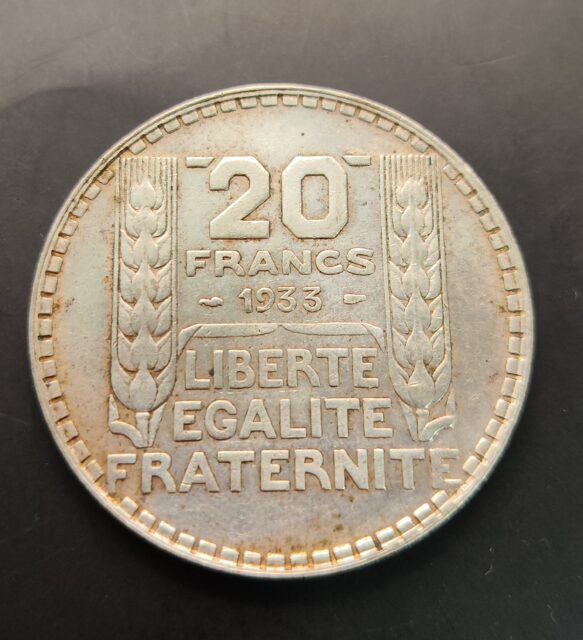 20
FRANCS
1933
LIBERTE
EGALITE
FRATERNITE